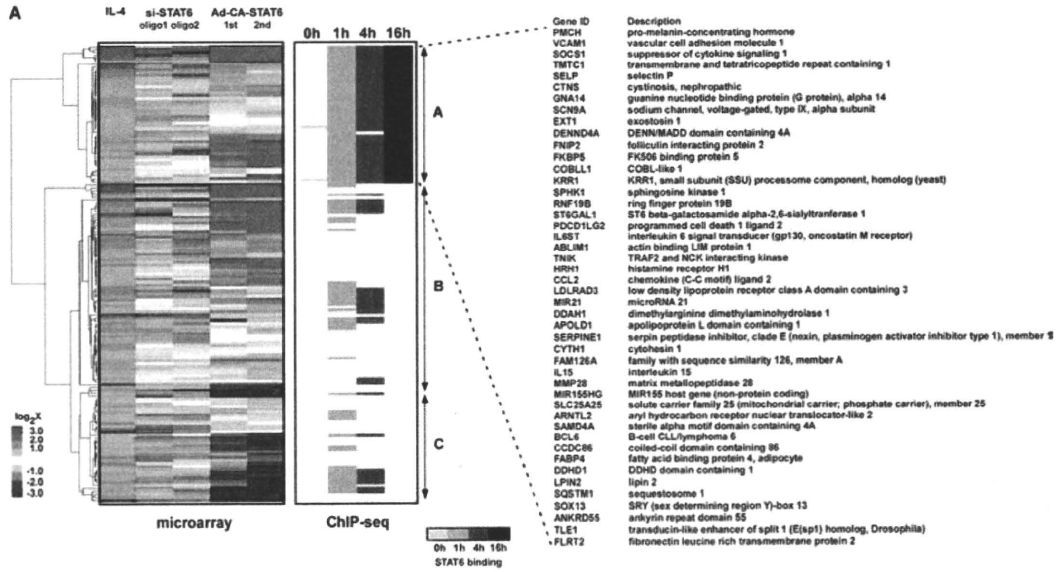 A
IL-4 si-STAT6 Ad-CA-STAT6
oligo1 oligo2 1st 2nd
0h 1h 4h 16h
A
B
C
log2X
3.0
2.0
1.0
-1.0
-2.0
-3.0
microarray
ChIP-seq
0h 1h 4h 16h
STAT6 binding
Gene ID Description
PMCH pro-melanin-concentrating hormone
VCAM1 vascular cell adhesion molecule 1
SOCS1 suppressor of cytokine signaling 1
TMTC1 transmembrane and tetratricopeptide repeat containing 1
SELP selectin P
CTNS cystinosis, nephropathic
GNA14 guanine nucleotide binding protein (G protein), alpha 14
SCN9A sodium channel, voltage-gated, type IX, alpha subunit
EXT1 exostosin 1
DENND4A DENN/MADD domain containing 4A
FNIP2 folliculin interacting protein 2
FKBP5 FK506 binding protein 5
COBLL1 COBL-like 1
KRR1 KRR1, small subunit (SSU) processome component, homolog (yeast)
SPHK1 sphingosine kinase 1
RNF19B ring finger protein 19B
ST6GAL1 ST6 beta-galactosamide alpha-2,6-sialyltranferase 1
PDCD1LG2 programmed cell death 1 ligand 2
IL6ST interleukin 6 signal transducer (gp130, oncostatin M receptor)
ABLIM1 actin binding LIM protein 1
TNIK TRAF2 and NCK interacting kinase
HRH1 histamine receptor H1
CCL2 chemokine (C-C motif) ligand 2
LDLRAD3 low density lipoprotein receptor class A domain containing 3
MIR21 microRNA 21
DDAH1 dimethylarginine dimethylaminohydrolase 1
APOLD1 apolipoprotein L domain containing 1
SERPINE1 serpin peptidase inhibitor, clade E (nexin, plasminogen activator inhibitor type 1), member 1
CYTH1 cytohesin 1
FAM126A family with sequence similarity 126, member A
IL15 interleukin 15
MMP28 matrix metallopeptidase 28
MIR155HG MIR155 host gene (non-protein coding)
SLC25A25 solute carrier family 25 (mitochondrial carrier; phosphate carrier), member 25
ARNTL2 aryl hydrocarbon receptor nuclear translocator-like 2
SAMD4A sterile alpha motif domain containing 4A
BCL6 B-cell CLL/lymphoma 6
CCDC86 coiled-coil domain containing 86
FABP4 fatty acid binding protein 4, adipocyte
DDHD1 DDHD domain containing 1
LPIN2 lipin 2
SQSTM1 sequestosome 1
SOX13 SRY (sex determining region Y)-box 13
ANKRD55 ankyrin repeat domain 55
TLE1 transducin-like enhancer of split 1 (E(sp1) homolog, Drosophila)
FLRT2 fibronectin leucine rich transmembrane protein 2